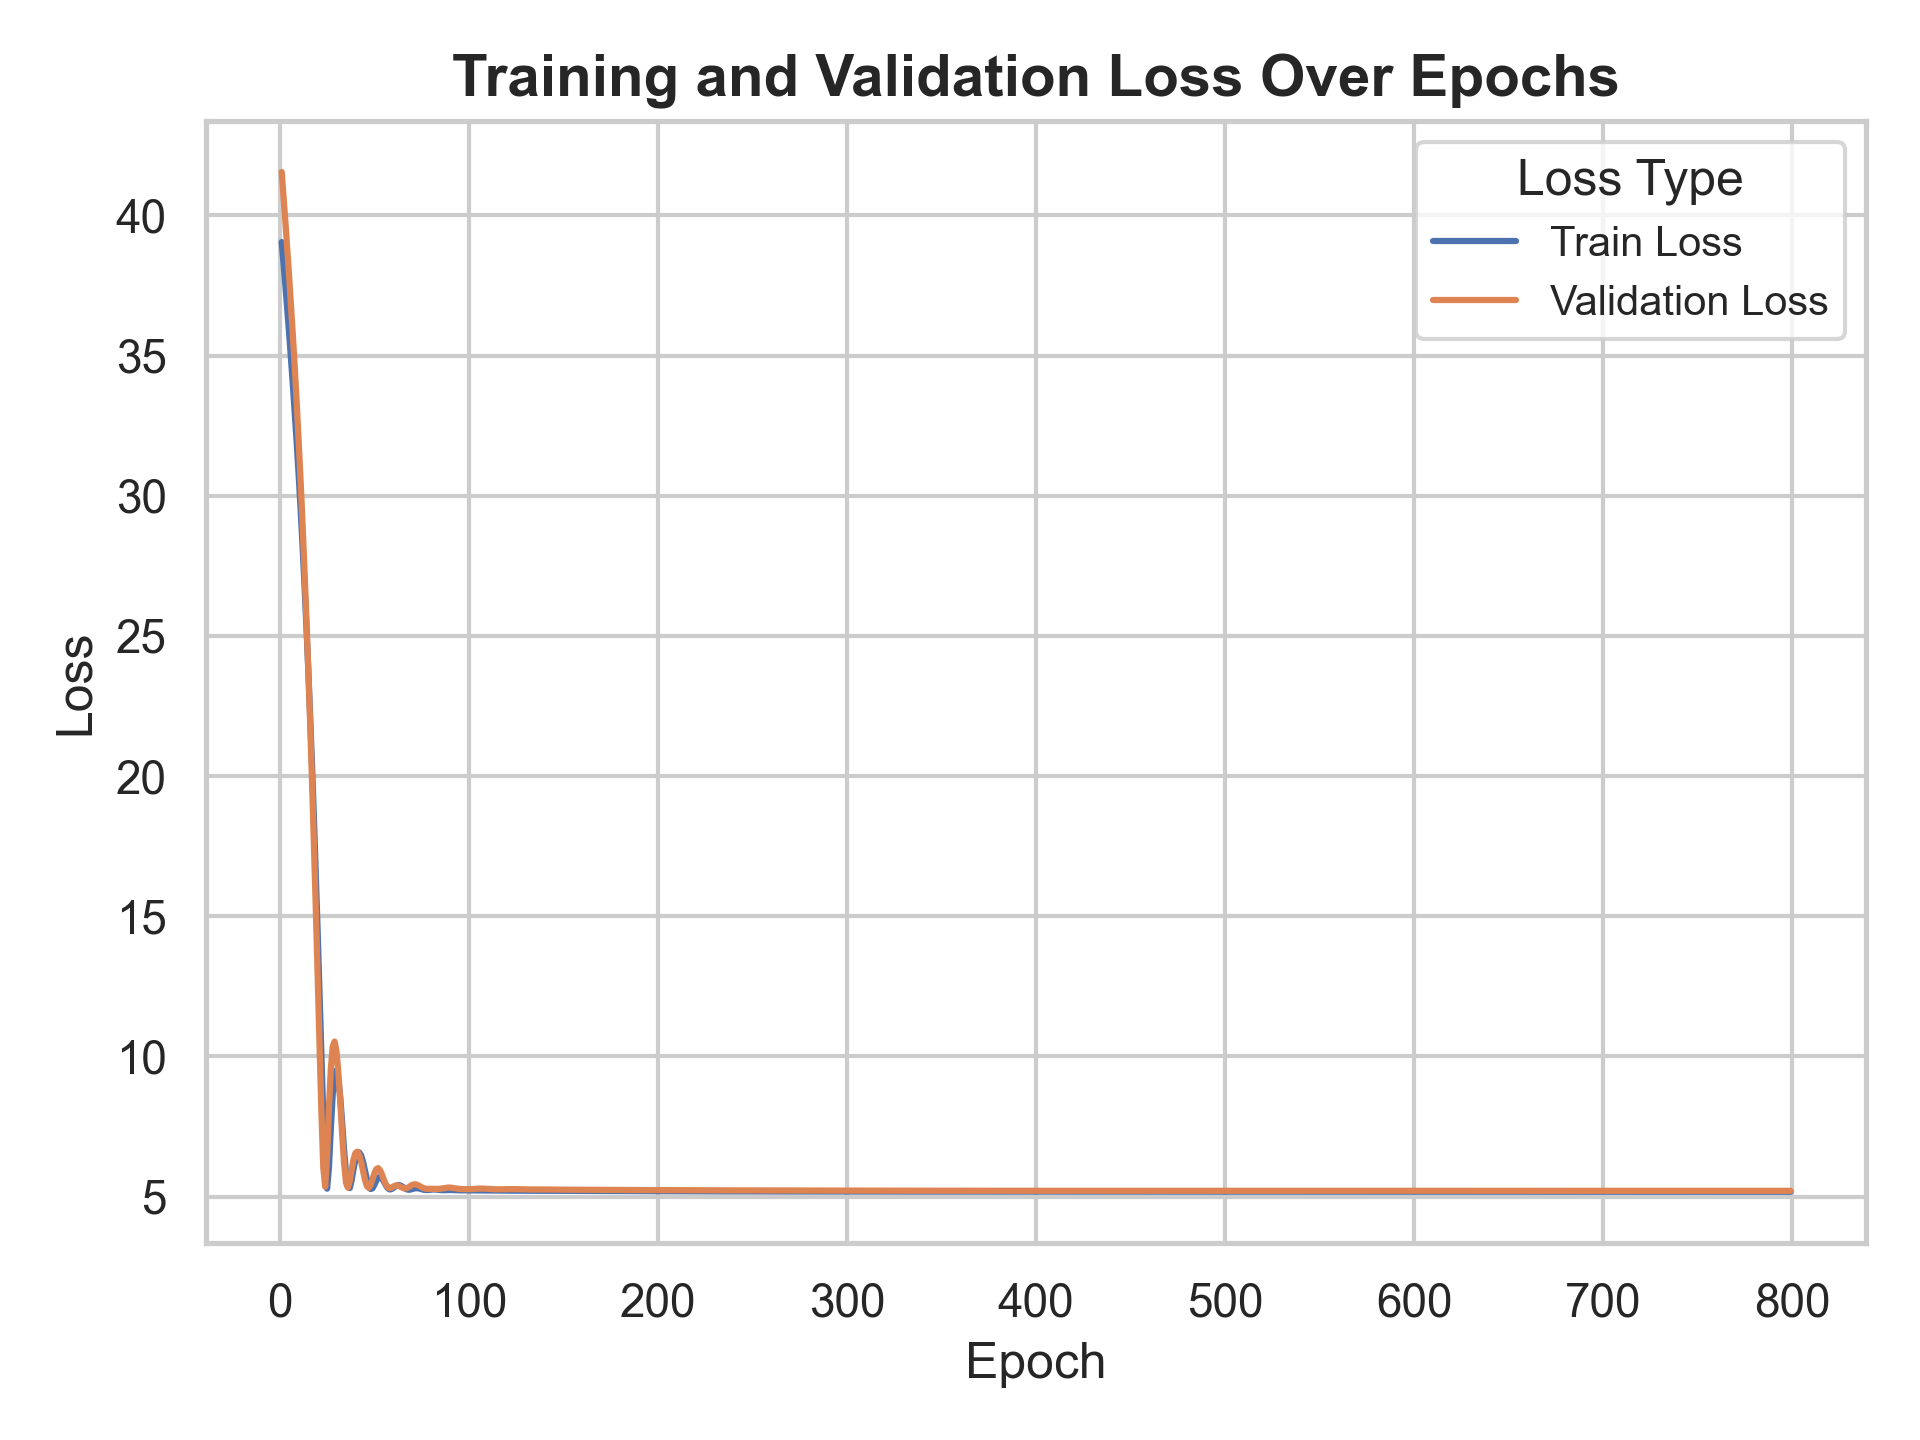 Training and Validation Loss Over Epochs
Loss Type
Train Loss
Validation Loss
Loss
40
35
30
25
20
15
10
5
0 100 200 300 400 500 600 700 800
Epoch